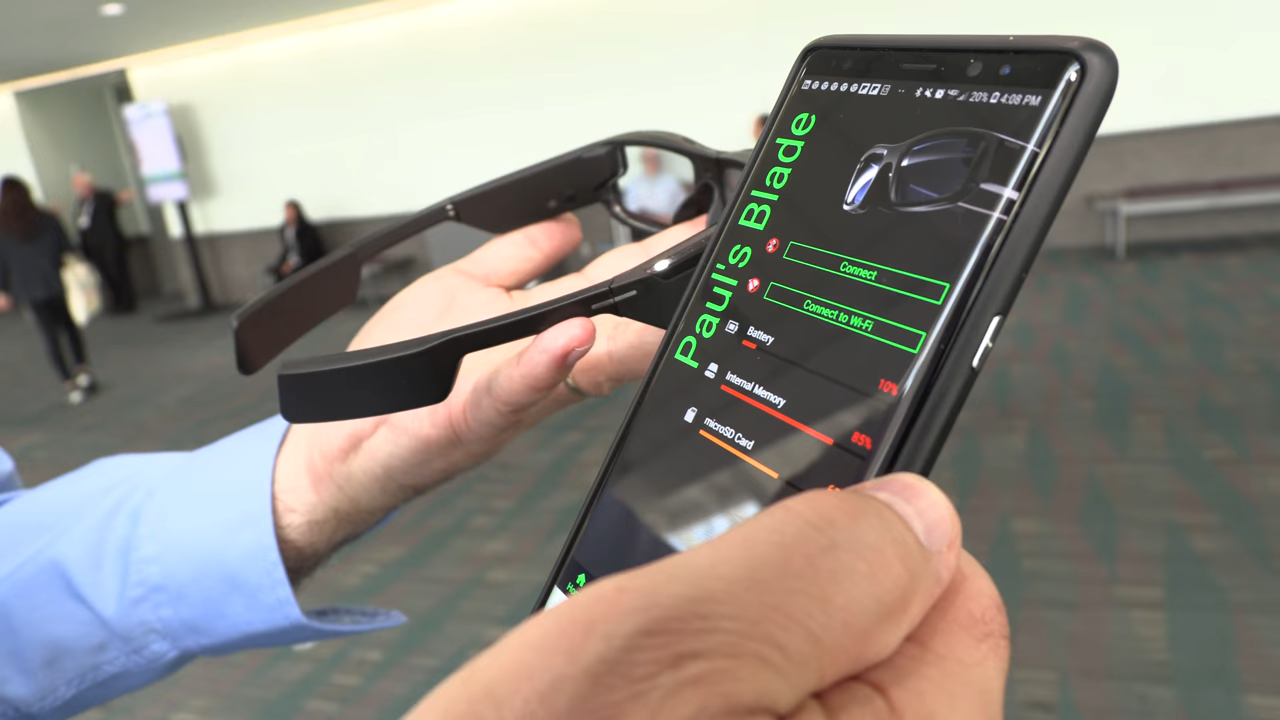 20% 4:08 PM
Paul's Blade
Connect
Connect to Wi-Fi
Battery
10%
Internal Memory
85%
microSD Card